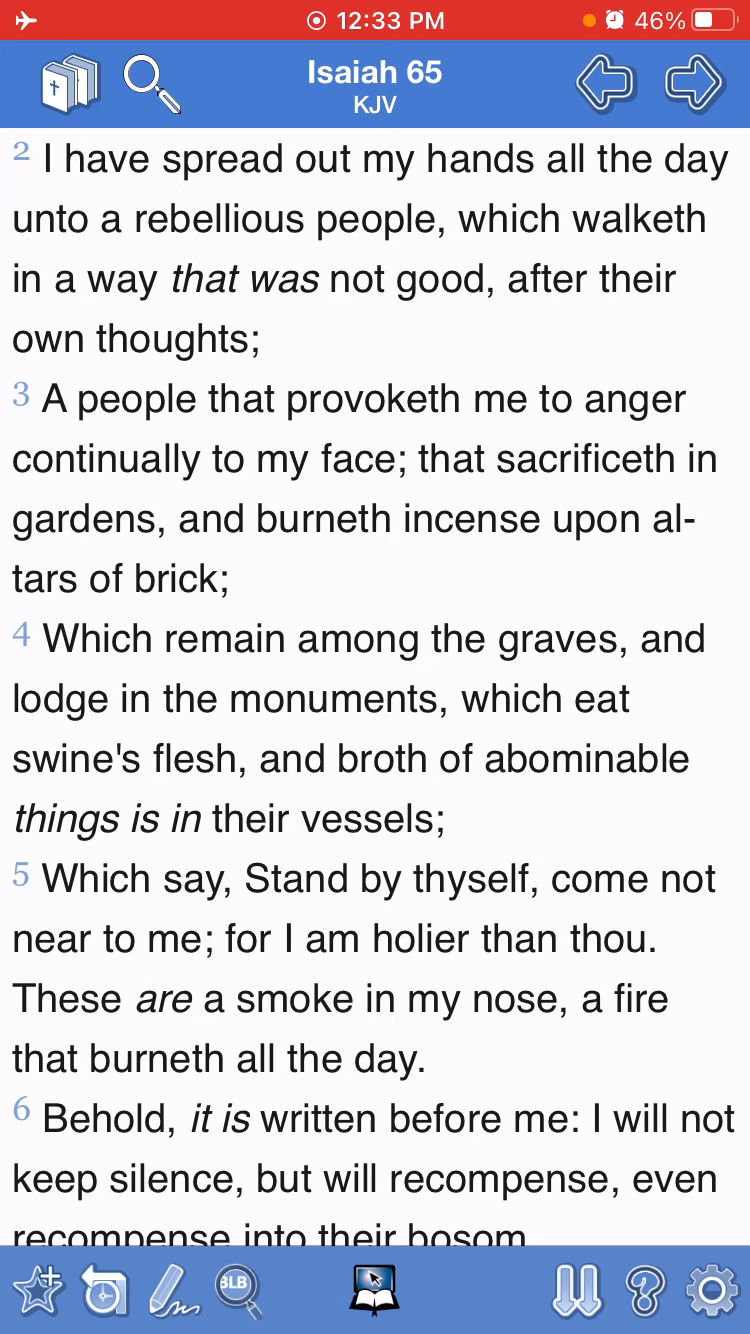 12:33 PM
46%
Isaiah 65
KJV
2 I have spread out my hands all the day
unto a rebellious people, which walketh
in a way that was not good, after their
own thoughts;
3 A people that provoketh me to anger
continually to my face; that sacrificeth in
gardens, and burneth incense upon al-
tars of brick;
4 Which remain among the graves, and
lodge in the monuments, which eat
swine's flesh, and broth of abominable
things is in their vessels;
5 Which say, Stand by thyself, come not
near to me; for I am holier than thou.
These are a smoke in my nose, a fire
that burneth all the day.
6 Behold, it is written before me: I will not
keep silence, but will recompense, even
recompense into their bosom
BLB